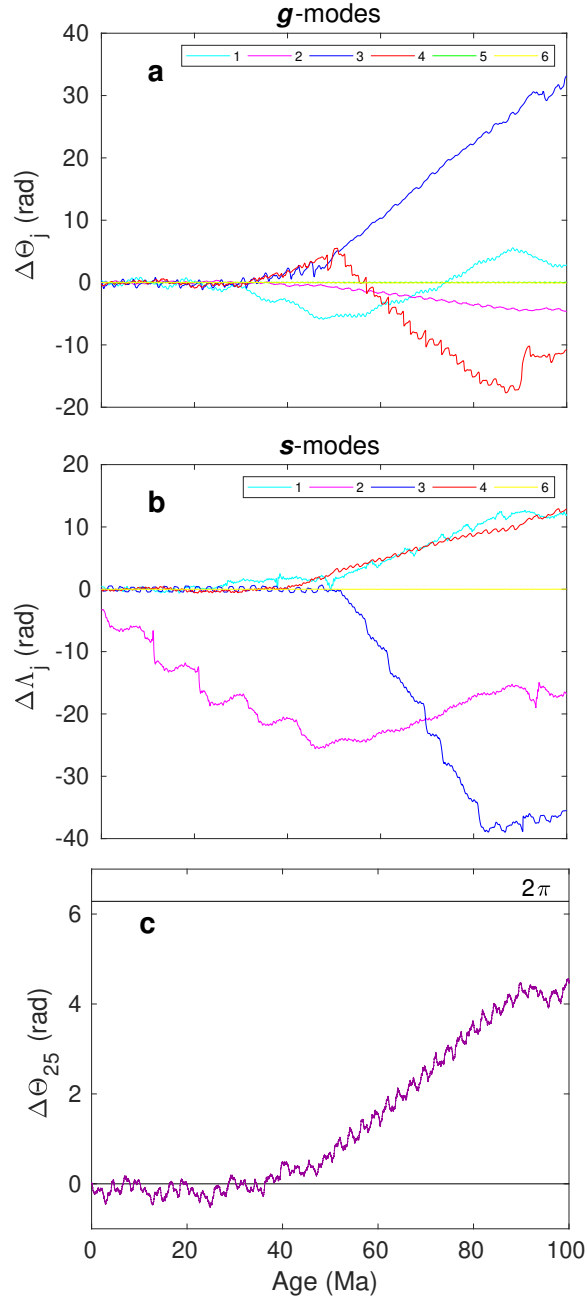 g-modes
a
1 2 3 4 5 6
40
30
20
10
0
-10
-20
ΔΘj (rad)
s-modes
b
1 2 3 4 6
20
10
0
-10
-20
-30
-40
ΔΛj (rad)
2π
c
6
4
2
0
ΔΘ25 (rad)
0 20 40 60 80 100
Age (Ma)